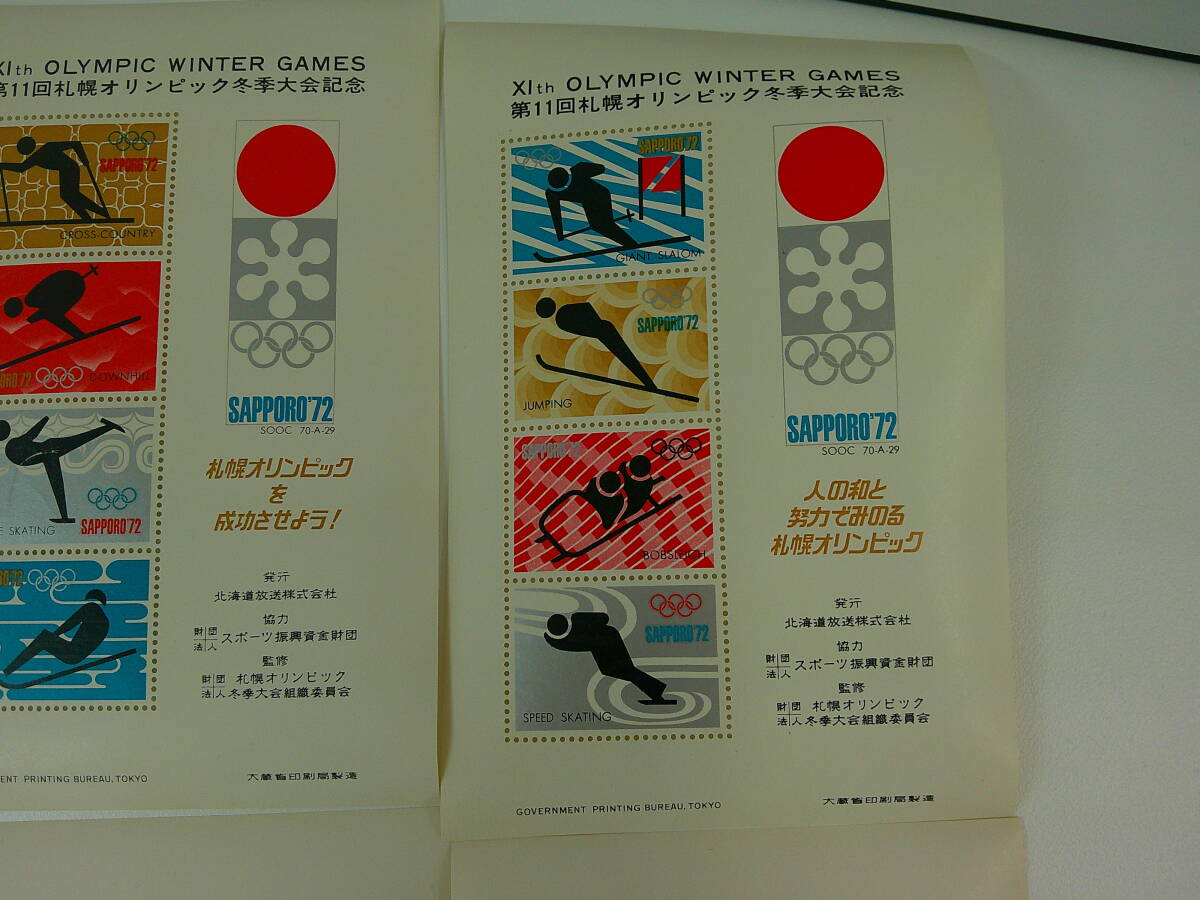 XIth OLYMPIC WINTER GAMES
第11回札幌オリンピック冬季大会記念
SAPPORO'72
CROSS-COUNTRY
DOWNHILL
SKATING
SAPPORO'72
SAPPORO'72
SOOC 70-A-29
札幌オリンピック
を
成功させよう!
発行
北海道放送株式会社
協力
財団法人 スポーツ振興資金財団
監修
財団法人 札幌オリンピック
冬季大会組織委員会
PRINTING BUREAU, TOKYO
大蔵省印刷局製造
XIth OLYMPIC WINTER GAMES
第11回札幌オリンピック冬季大会記念
SAPPORO'72
GIANT SLALOM
SAPPORO'72
JUMPING
SAPPORO'72
BOBSLEIGH
SAPPORO'72
SPEED SKATING
SAPPORO'72
SOOC 70-A-29
人の和と
努力でみのる
札幌オリンピック
発行
北海道放送株式会社
協力
財団法人 スポーツ振興資金財団
監修
財団法人 札幌オリンピック
冬季大会組織委員会
GOVERNMENT PRINTING BUREAU, TOKYO
大蔵省印刷局製造